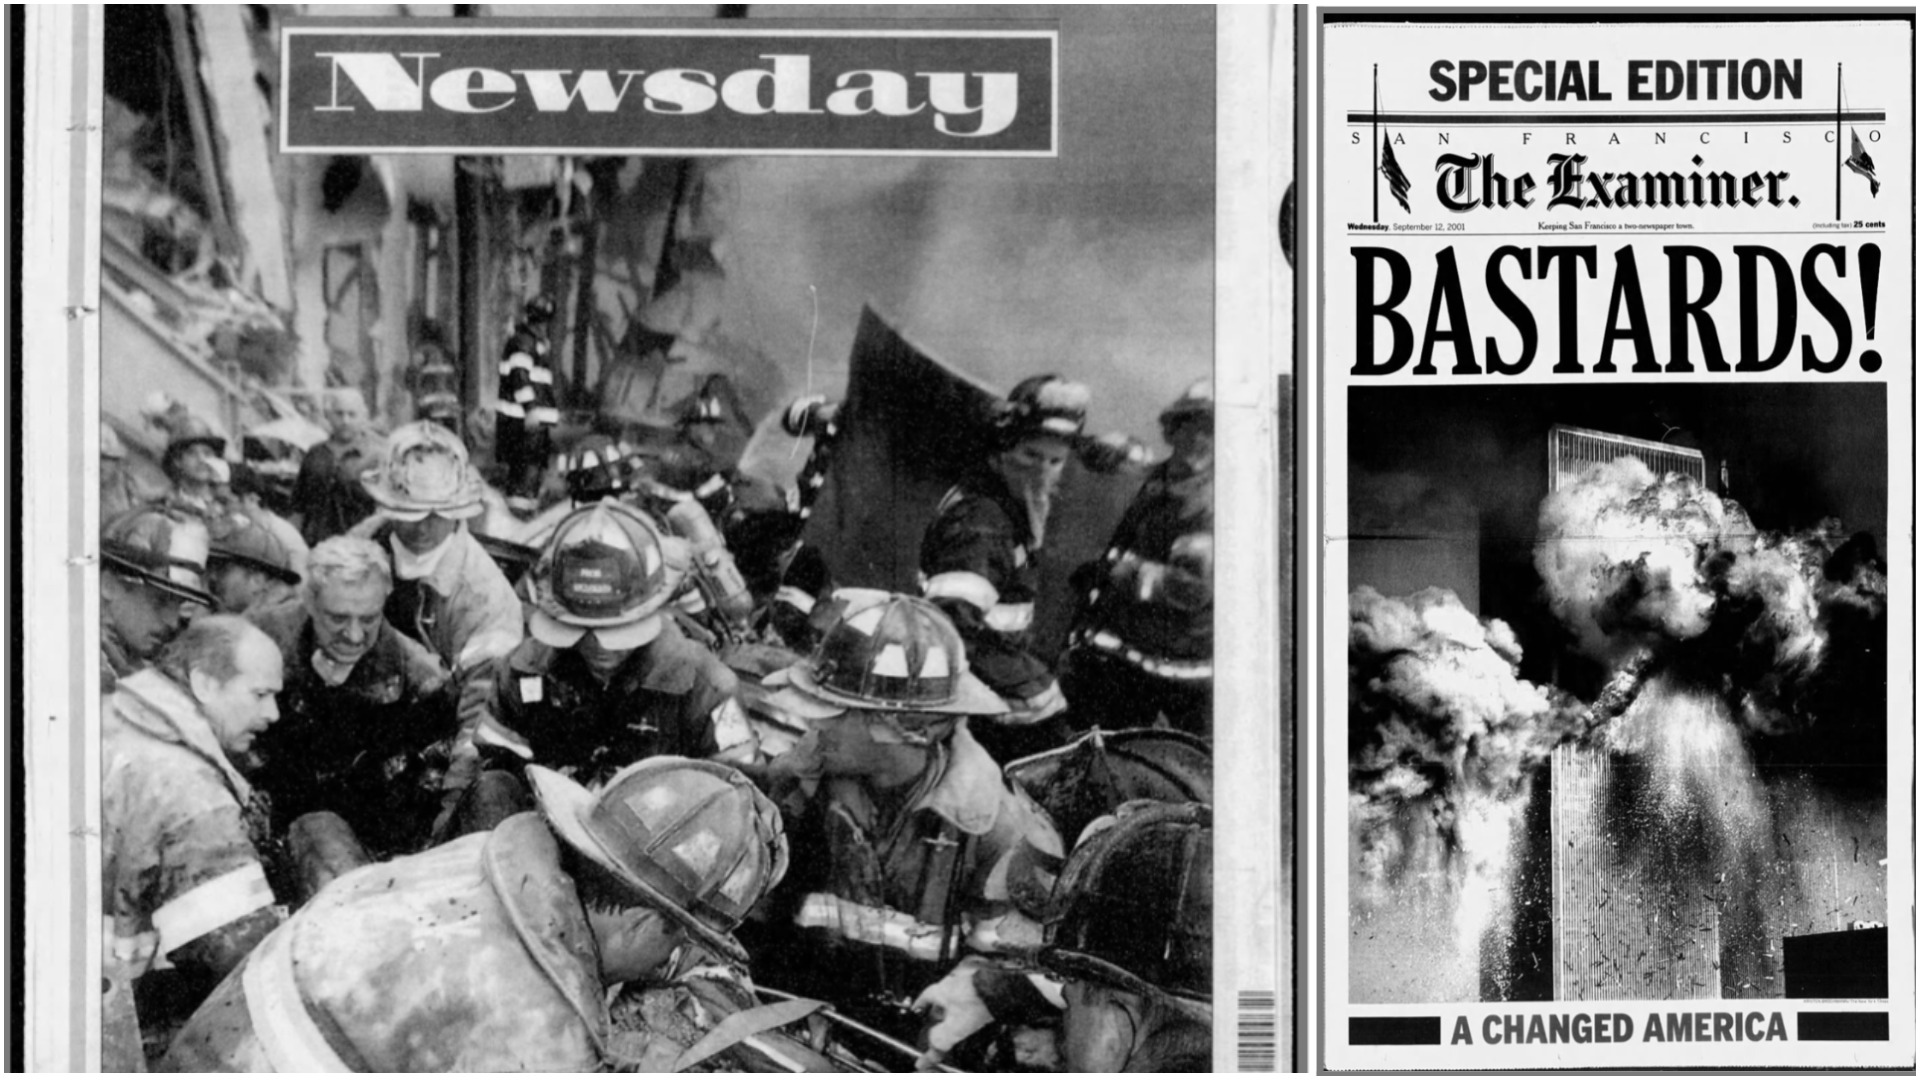 Newsday
SPECIAL EDITION
SAN FRANCISCO
The Examiner.
Wednesday, September 12, 2001
Keeping San Francisco a two-newspaper town.
(including tax) 25 cents
BASTARDS!
A CHANGED AMERICA